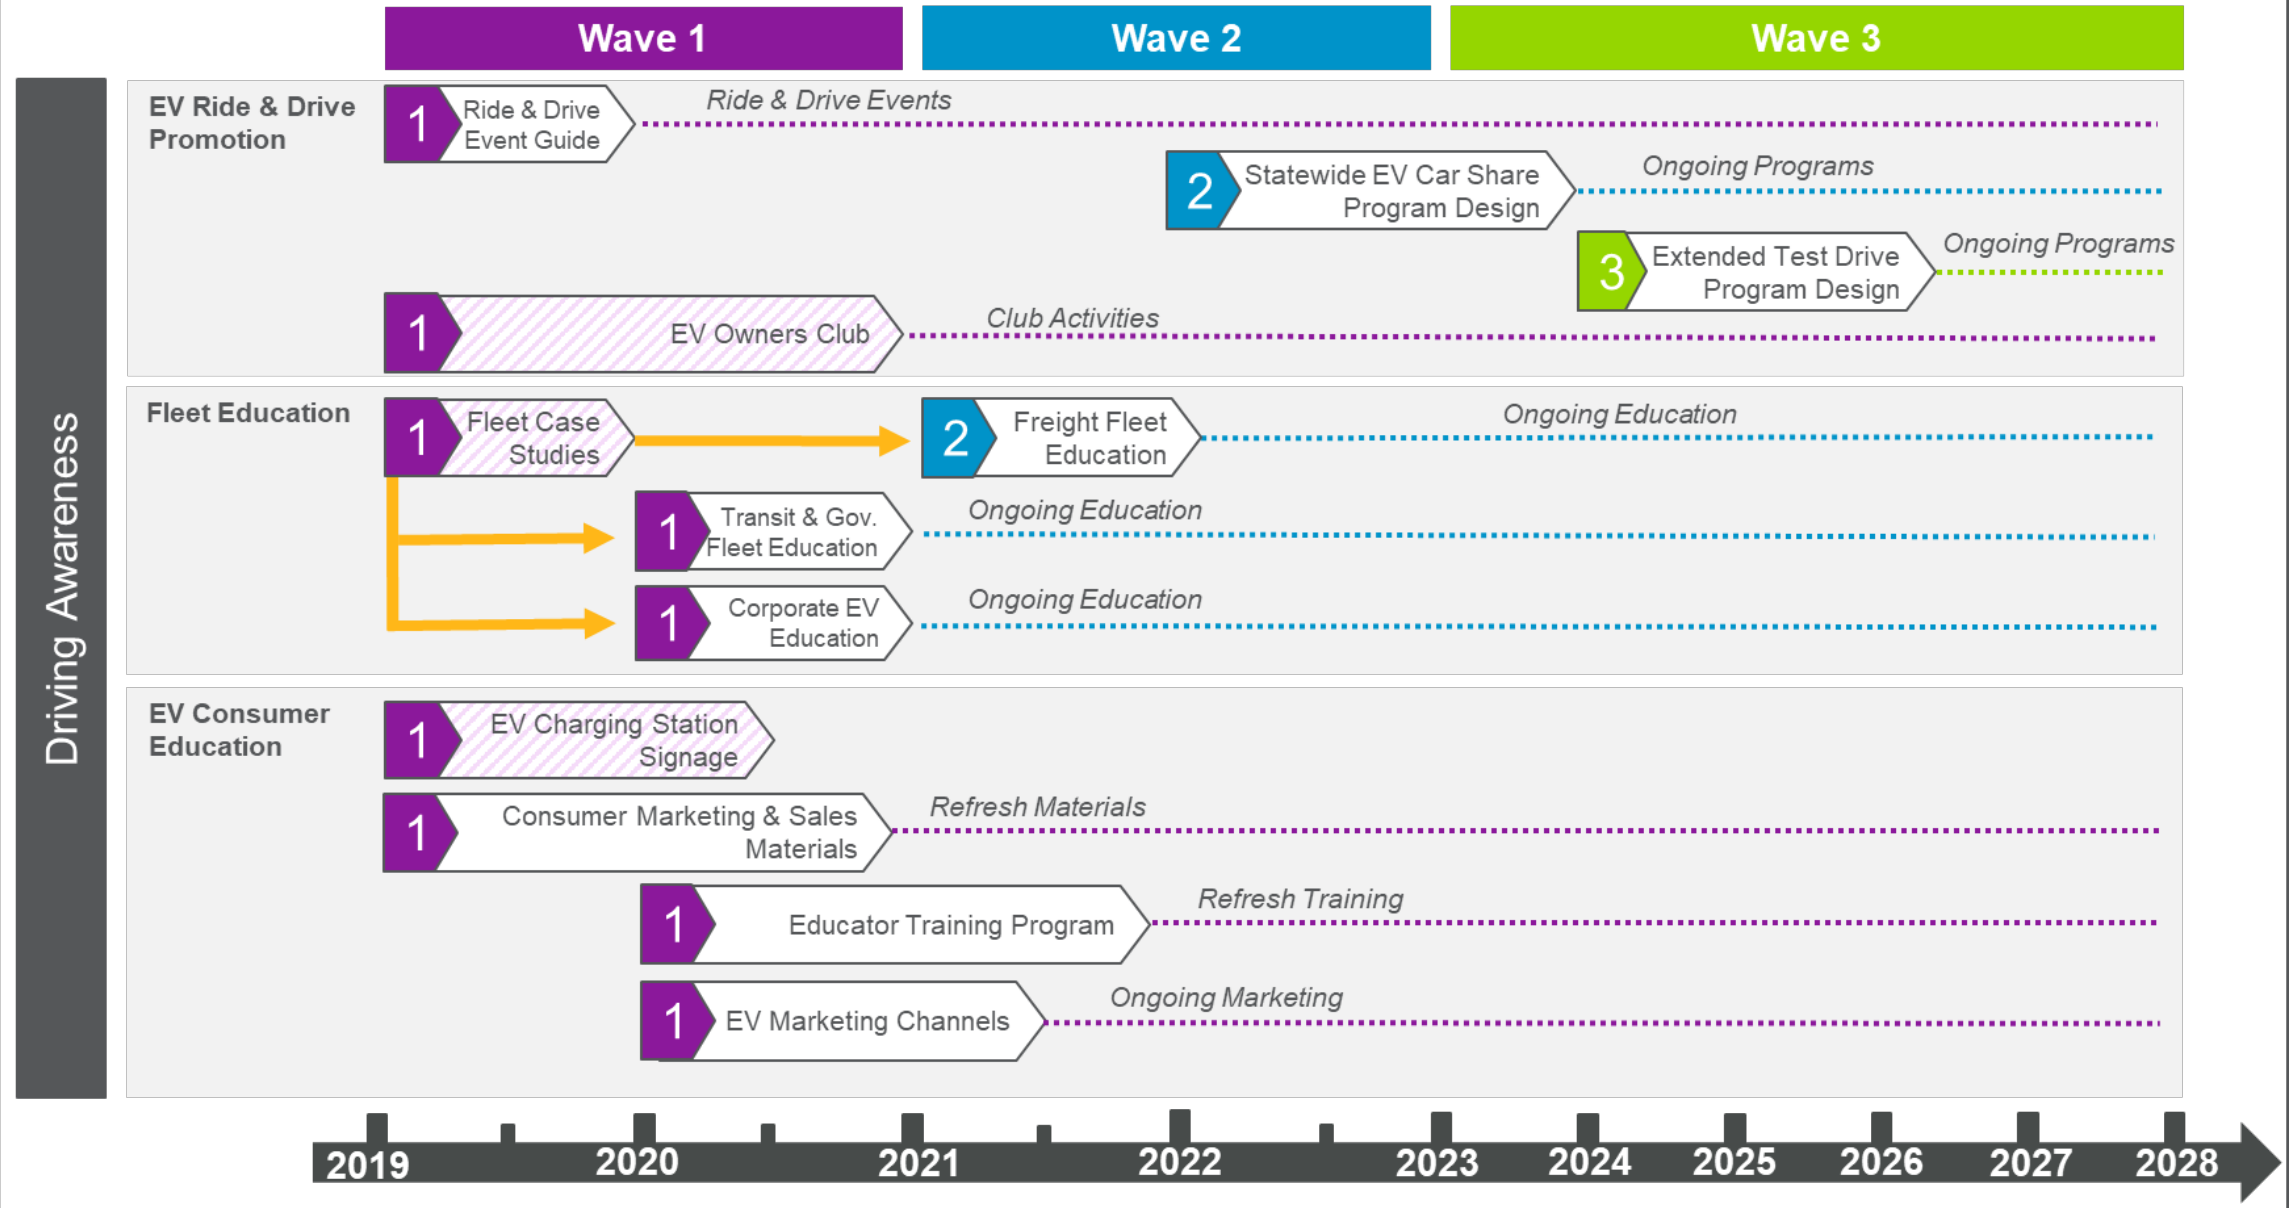 Wave 1
Wave 2
Wave 3
Driving Awareness
EV Ride & Drive
Promotion
1
Ride & Drive
Event Guide
Ride & Drive Events
2
Statewide EV Car Share
Program Design
Ongoing Programs
3
Extended Test Drive
Program Design
Ongoing Programs
1
EV Owners Club
Club Activities
Fleet Education
1
Fleet Case
Studies
2
Freight Fleet
Education
Ongoing Education
1
Transit & Gov.
Fleet Education
Ongoing Education
1
Corporate EV
Education
Ongoing Education
EV Consumer
Education
1
EV Charging Station
Signage
1
Consumer Marketing & Sales
Materials
Refresh Materials
1
Educator Training Program
Refresh Training
1
EV Marketing Channels
Ongoing Marketing
2019
2020
2021
2022
2023
2024
2025
2026
2027
2028